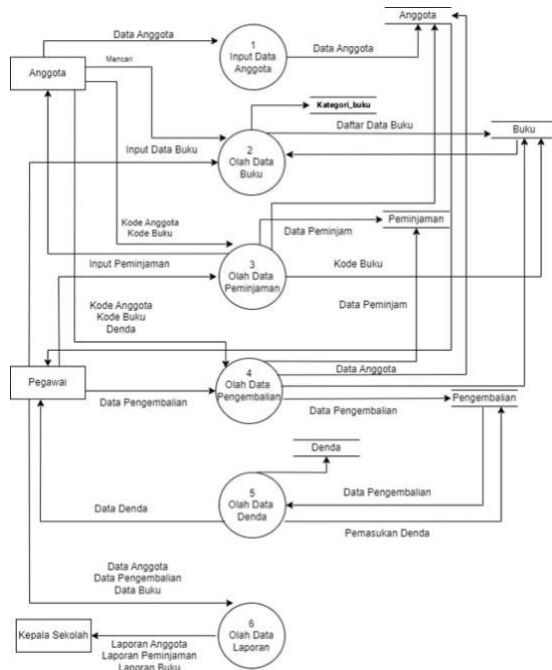 Anggota
Data Anggota
1
Input Data
Anggota
Data Anggota
Anggota
Mencari
Kategori_buku
Daftar Data Buku
Buku
Input Data Buku
2
Olah Data
Buku
Kode Anggota
Kode Buku
Data Peminjam
Peminjaman
Input Peminjaman
3
Olah Data
Peminjaman
Kode Buku
Kode Anggota
Kode Buku
Denda
Data Peminjam
Pegawai
4
Olah Data
Pengembalian
Data Anggota
Data Pengembalian
Data Pengembalian
Pengembalian
Denda
5
Olah Data
Denda
Data Pengembalian
Data Denda
Pemasukan Denda
Data Anggota
Data Pengembalian
Data Buku
6
Olah Data
Laporan
Kepala Sekolah
Laporan Anggota
Laporan Peminjaman
Laporan Buku